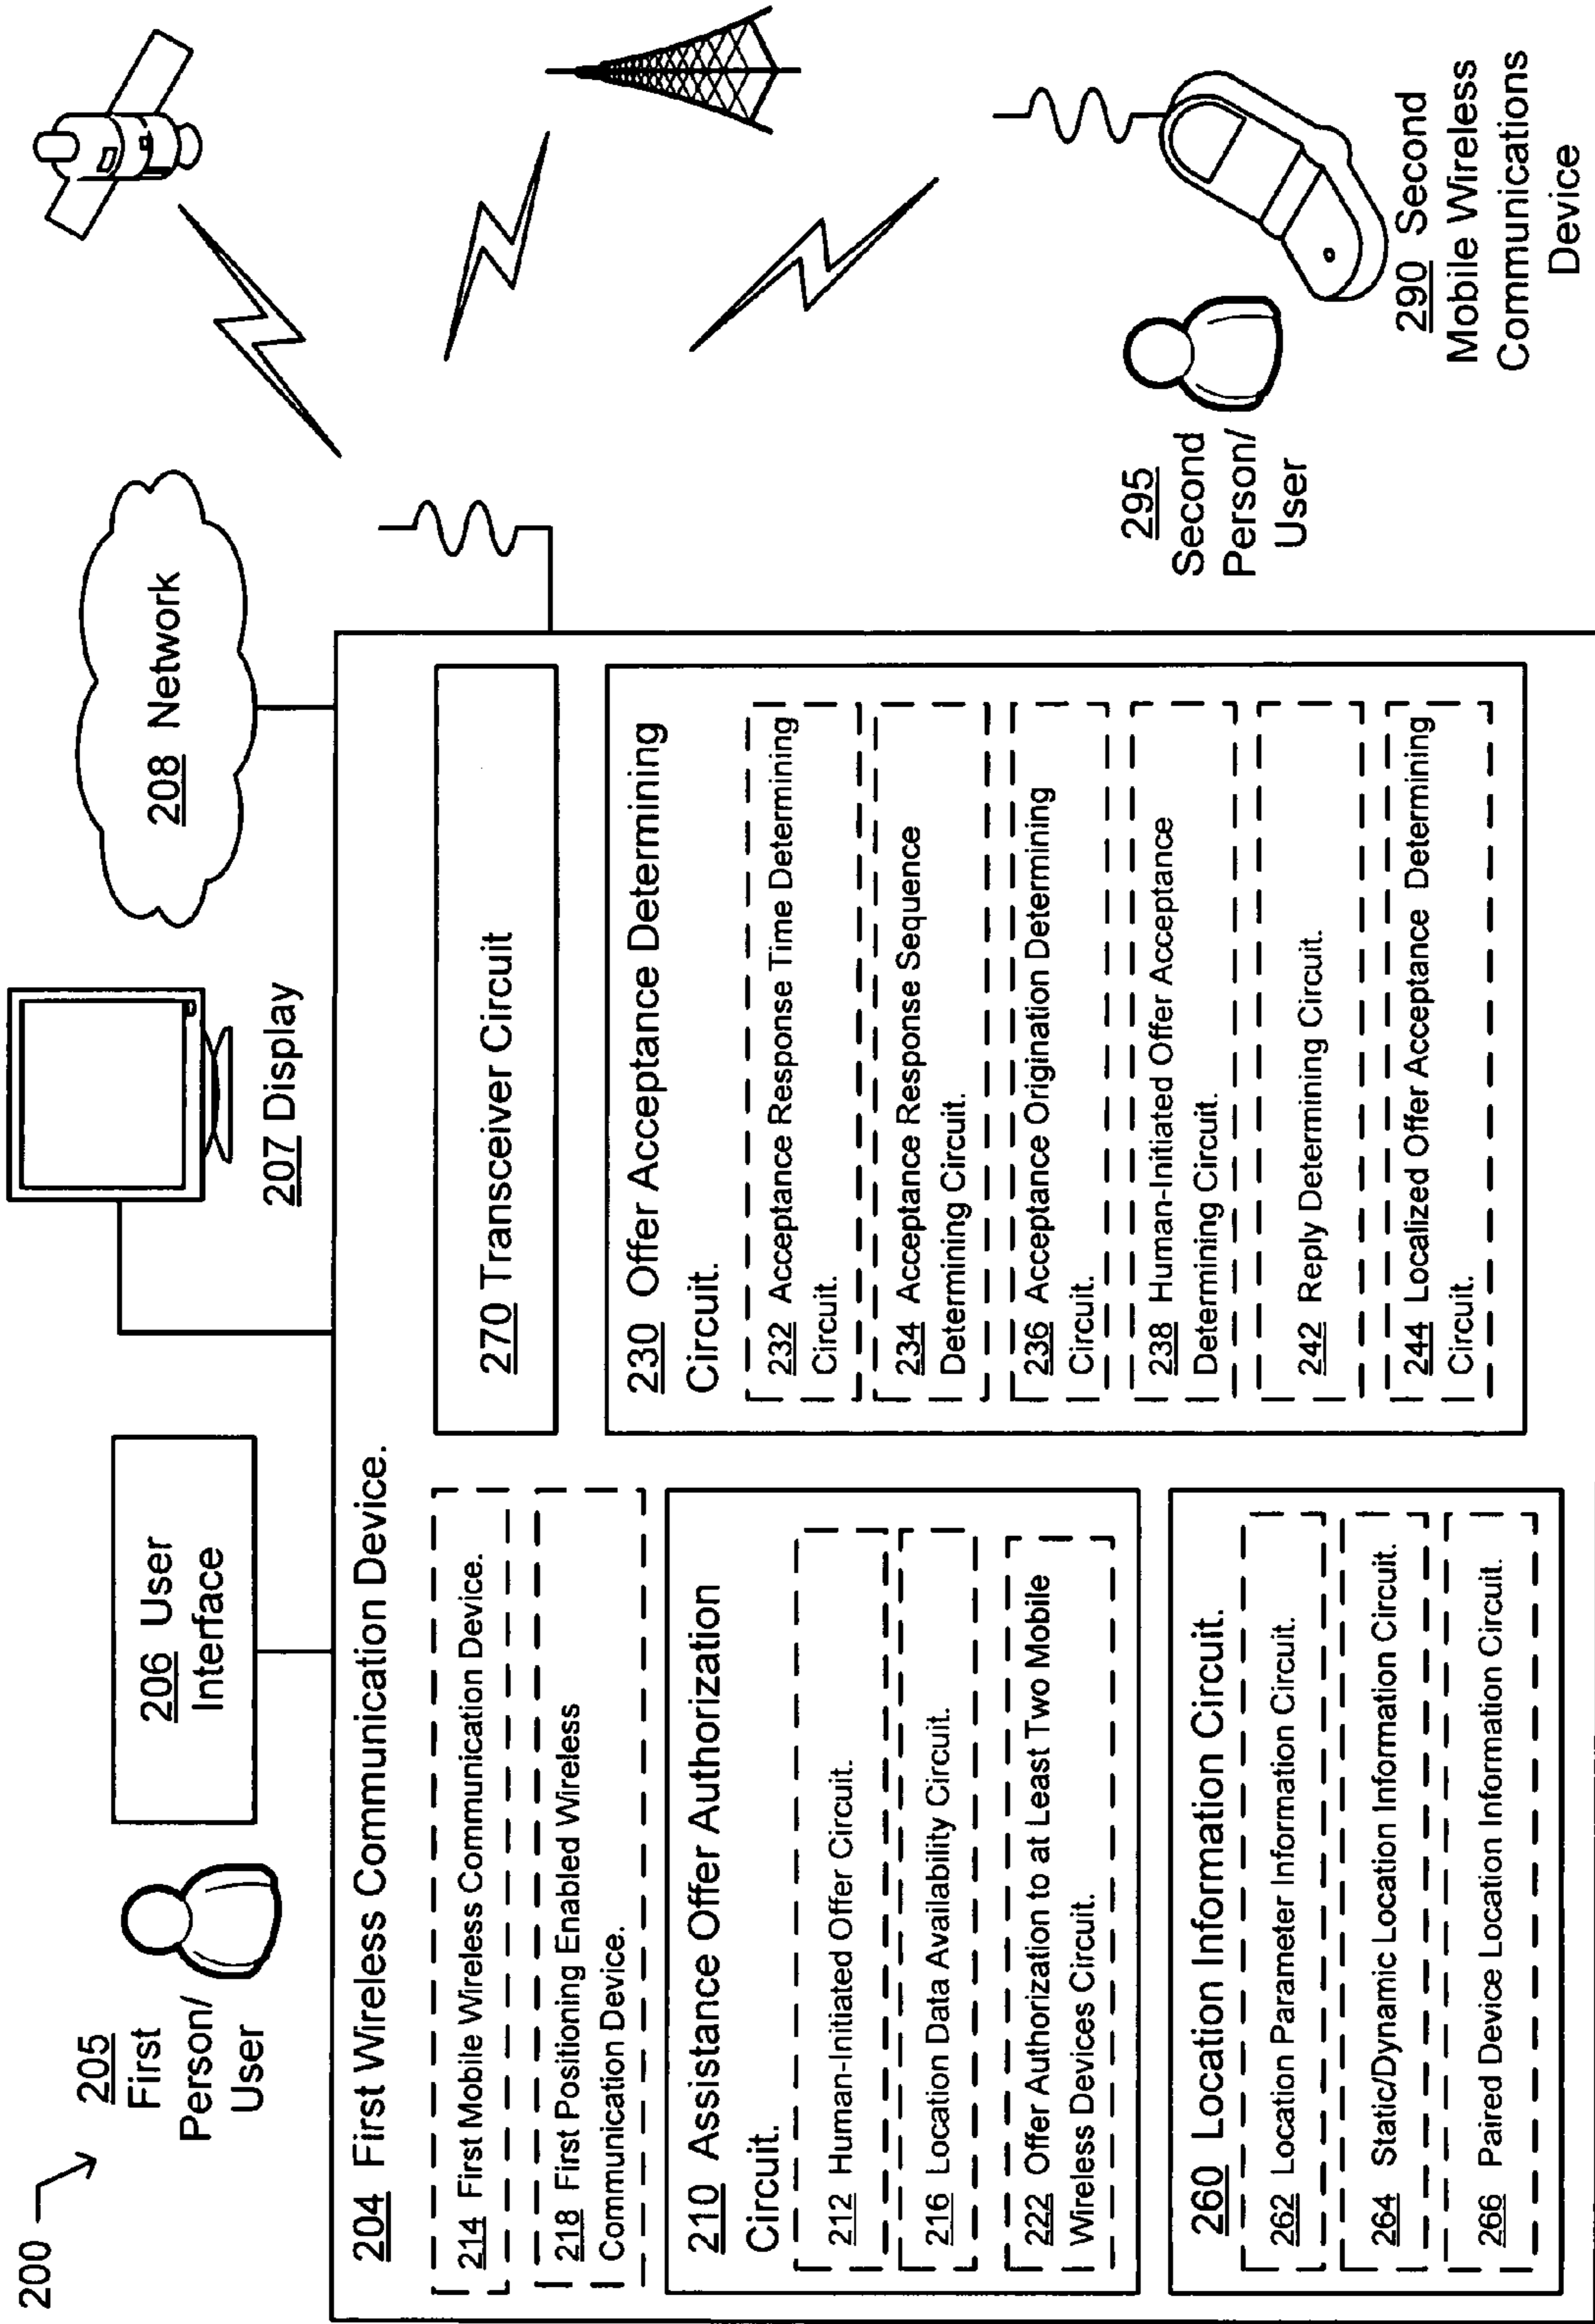 200
205
First
Person/
User
206 User
Interface
207 Display
208 Network
204 First Wireless Communication Device.
214 First Mobile Wireless Communication Device.
218 First Positioning Enabled Wireless
Communication Device.
210 Assistance Offer Authorization
Circuit.
212 Human-Initiated Offer Circuit.
216 Location Data Availability Circuit.
222 Offer Authorization to at Least Two Mobile
Wireless Devices Circuit.
260 Location Information Circuit.
262 Location Parameter Information Circuit.
264 Static/Dynamic Location Information Circuit.
266 Paired Device Location Information Circuit.
270 Transceiver Circuit
230 Offer Acceptance Determining
Circuit.
232 Acceptance Response Time Determining
Circuit.
234 Acceptance Response Sequence
Determining Circuit.
236 Acceptance Origination Determining
Circuit.
238 Human-Initiated Offer Acceptance
Determining Circuit.
242 Reply Determining Circuit.
244 Localized Offer Acceptance Determining
Circuit.
295
Second
Person/
User
290 Second
Mobile Wireless
Communications
Device